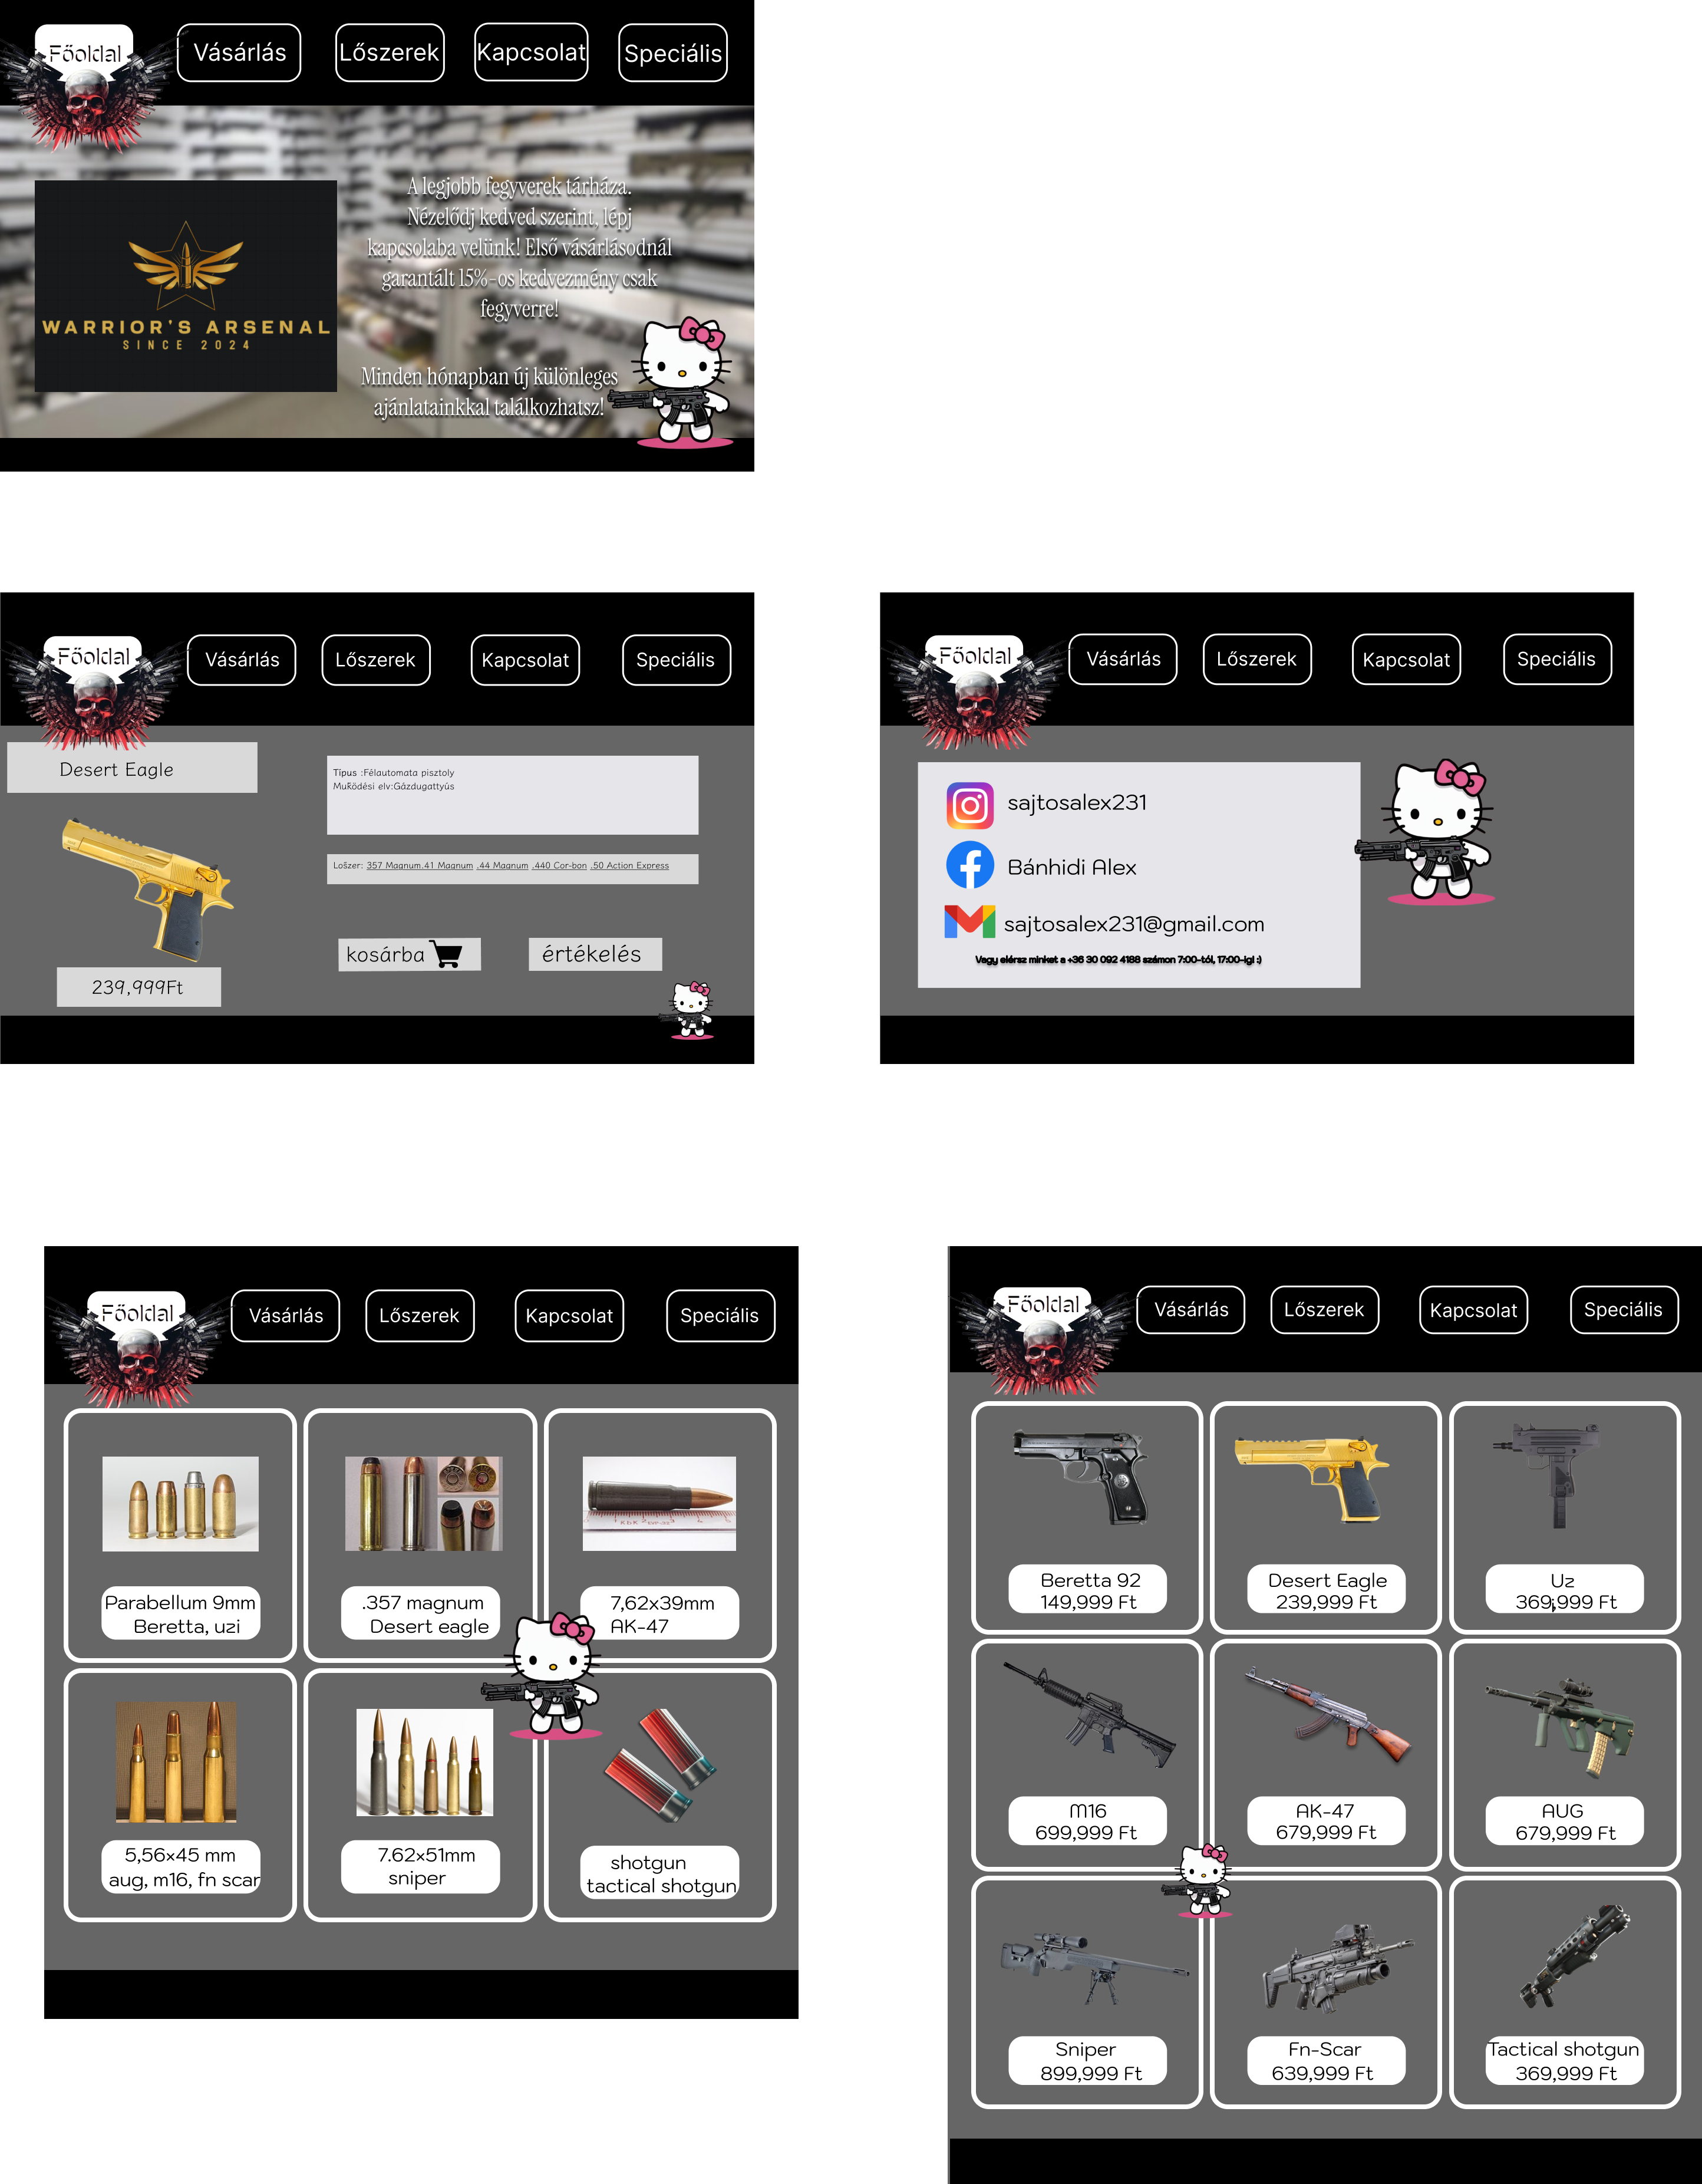 Főoldal
Vásárlás
Lőszerek
Kapcsolat
Speciális
A legjobb fegyverek tárháza.
Nézelődj kedved szerint, lépj
kapcsolaba velünk! Első vásárlásodnál
garantált 15%-os kedvezmény csak
fegyverre!
WARRIOR'S ARSENAL
SINCE 2024
Minden hónapban új különleges
ajánlatainkkal találkozhatsz!
Főoldal
Vásárlás
Lőszerek
Kapcsolat
Speciális
Desert Eagle
Típus :Félautomata pisztoly
Működési elv:Gázdugattyús
Lőszer: 357 Magnum.41 Magnum .44 Magnum .440 Cor-bon .50 Action Express
kosárba
értékelés
239,999Ft
Főoldal
Vásárlás
Lőszerek
Kapcsolat
Speciális
sajtosalex231
Bánhidi Alex
sajtosalex231@gmail.com
Vagy elérsz minket a +36 30 092 4188 számon 7:00-tól, 17:00-ig! :)
Főoldal
Vásárlás
Lőszerek
Kapcsolat
Speciális
Parabellum 9mm
Beretta, uzi
.357 magnum
Desert eagle
7,62x39mm
AK-47
5,56×45 mm
aug, m16, fn scar
7.62×51mm
sniper
shotgun
tactical shotgun
Főoldal
Vásárlás
Lőszerek
Kapcsolat
Speciális
Beretta 92
149,999 Ft
Desert Eagle
239,999 Ft
Uz
i
369,999 Ft
M16
699,999 Ft
AK-47
679,999 Ft
AUG
679,999 Ft
Sniper
899,999 Ft
Fn-Scar
639,999 Ft
Tactical shotgun
369,999 Ft